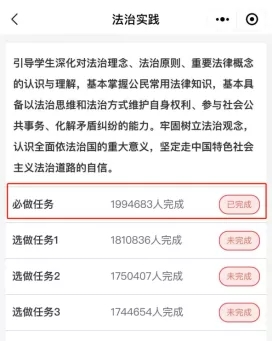 法治实践
引导学生深化对法治理念、法治原则、重要法律概念
的认识与理解，基本掌握公民常用法律知识，基本具
备以法治思维和法治方式维护自身权利、参与社会公
共事务、化解矛盾纠纷的能力。牢固树立法治观念，
认识全面依法治国的重大意义，坚定走中国特色社会
主义法治道路的自信。
必做任务 1994683人完成 已完成
选做任务1 1810836人完成 未完成
选做任务2 1750407人完成 未完成
选做任务3 1744654人完成 未完成